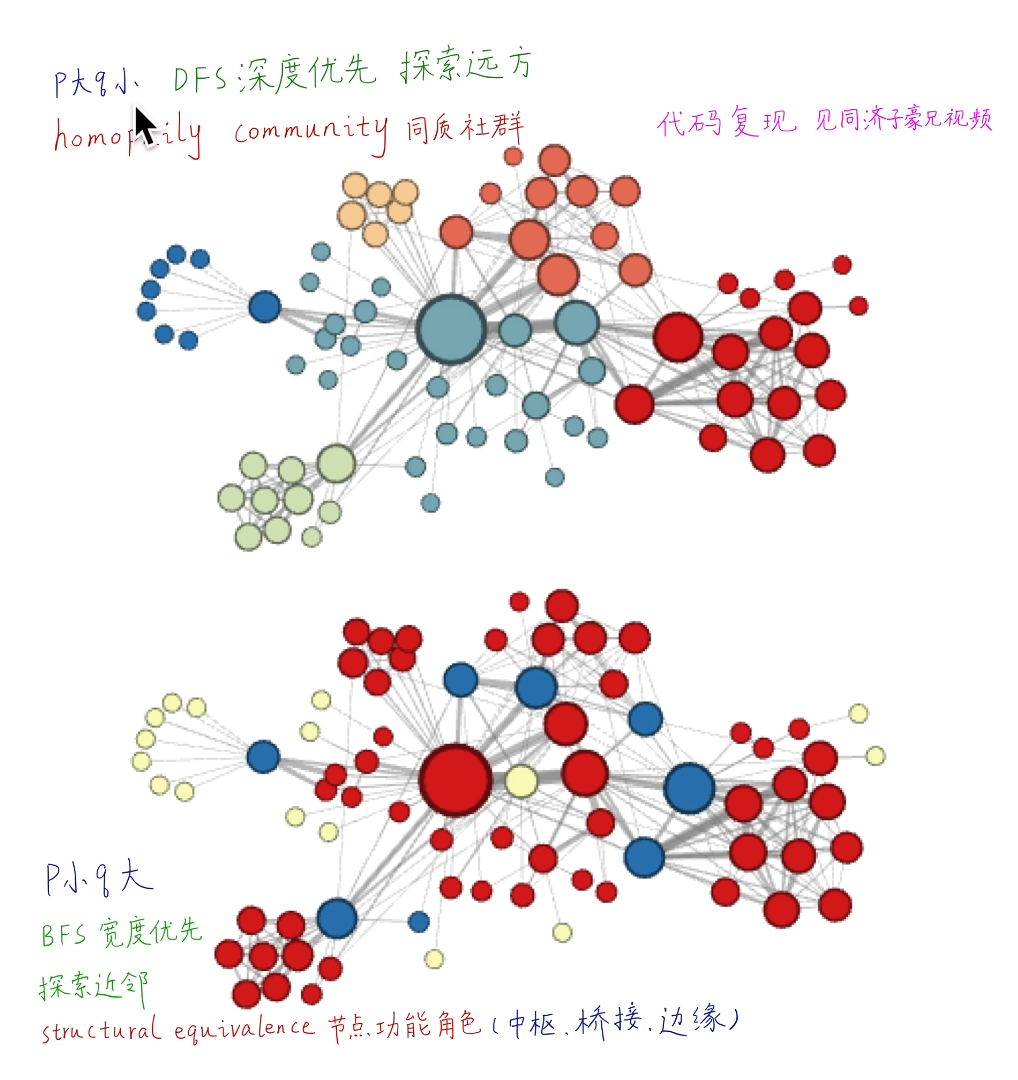 p大q小 DFS 深度优先 探索远方
homophily community 同质社群
代码复现 见同济子豪兄视频
p小q大
BFS 宽度优先
探索近邻
structural equivalence 节点功能角色(中枢、桥接、边缘)